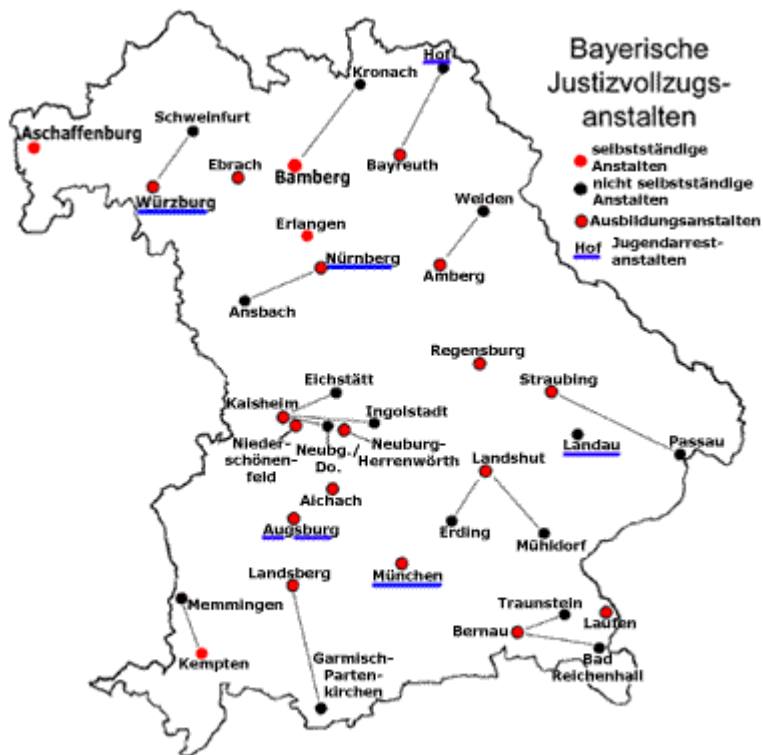 Bayerische
Justizvollzugs-
anstalten
selbstständige
Anstalten
nicht selbstständige
Anstalten
Ausbildungsanstalten
Hof
Jugendarrest-
anstalten
Hof
Kronach
Schweinfurt
Aschaffenburg
Ebrach
Bamberg
Bayreuth
Würzburg
Weiden
Erlangen
Nürnberg
Amberg
Ansbach
Regensburg
Eichstätt
Straubing
Kaisheim
Ingolstadt
Nieder-
schönen-
feld
Neubg./
Do.
Neuburg-
Herrenwörth
Landau
Passau
Landshut
Aichach
Augsburg
Erding
Mühldorf
Landsberg
München
Memmingen
Traunstein
Laufen
Bernau
Kempten
Garmisch-
Parten-
kirchen
Bad
Reichenhall